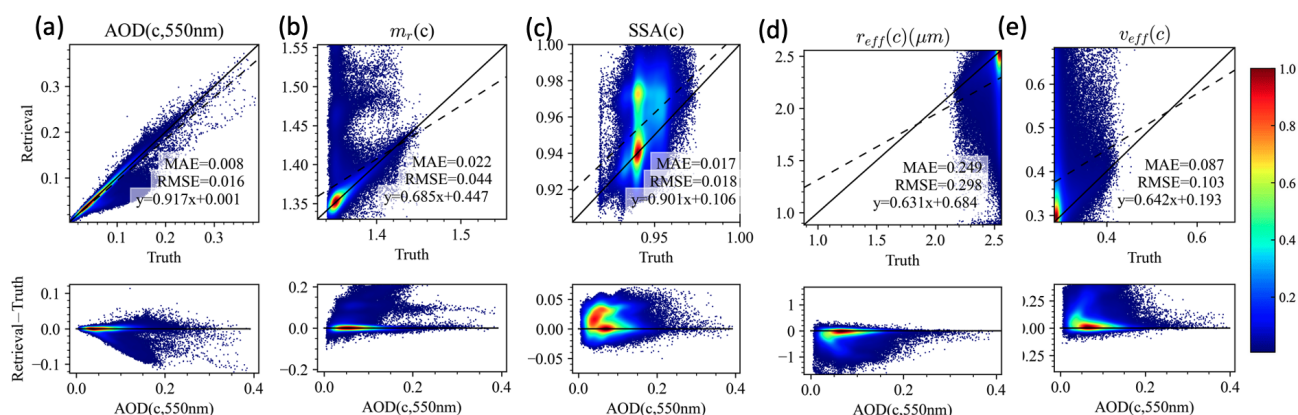 (a) AOD(c,550nm)
(b) m_r(c)
(c) SSA(c)
(d) r_eff(c)(μm)
(e) v_eff(c)
Retrieval
0.3
0.2
0.1
MAE=0.008
RMSE=0.016
y=0.917x+0.001
0.1 0.2 0.3
Truth
1.55
1.50
1.45
1.40
1.35
MAE=0.022
RMSE=0.044
y=0.685x+0.447
1.4 1.5
Truth
1.00
0.98
0.96
0.94
0.92
MAE=0.017
RMSE=0.018
y=0.901x+0.106
0.95 1.00
Truth
2.5
2.0
1.5
1.0
MAE=0.249
RMSE=0.298
y=0.631x+0.684
1.0 1.5 2.0 2.5
Truth
0.7
0.6
0.5
0.4
0.3
MAE=0.087
RMSE=0.103
y=0.642x+0.193
0.4 0.6
Truth
1.0
0.8
0.6
0.4
0.2
Retrieval−Truth
0.1
0.0
−0.1
0.0 0.2 0.4
AOD(c,550nm)
0.2
0.0
−0.2
0.0 0.2 0.4
AOD(c,550nm)
0.05
0.00
−0.05
0.0 0.2 0.4
AOD(c,550nm)
1
0
−1
0.0 0.2 0.4
AOD(c,550nm)
0.25
0.00
0.25
0.0 0.2 0.4
AOD(c,550nm)